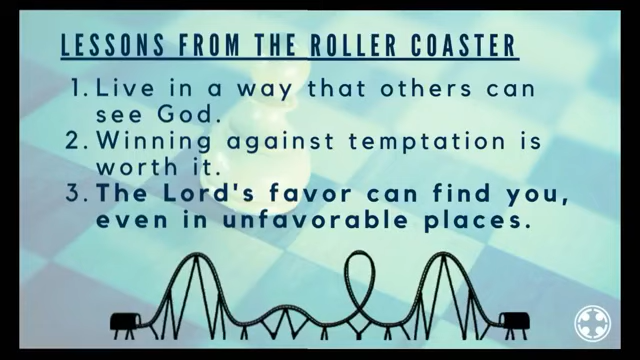 LESSONS FROM THE ROLLER COASTER
1. Live in a way that others can
see God.
2. Winning against temptation is
worth it.
3. The Lord's favor can find you,
even in unfavorable places.